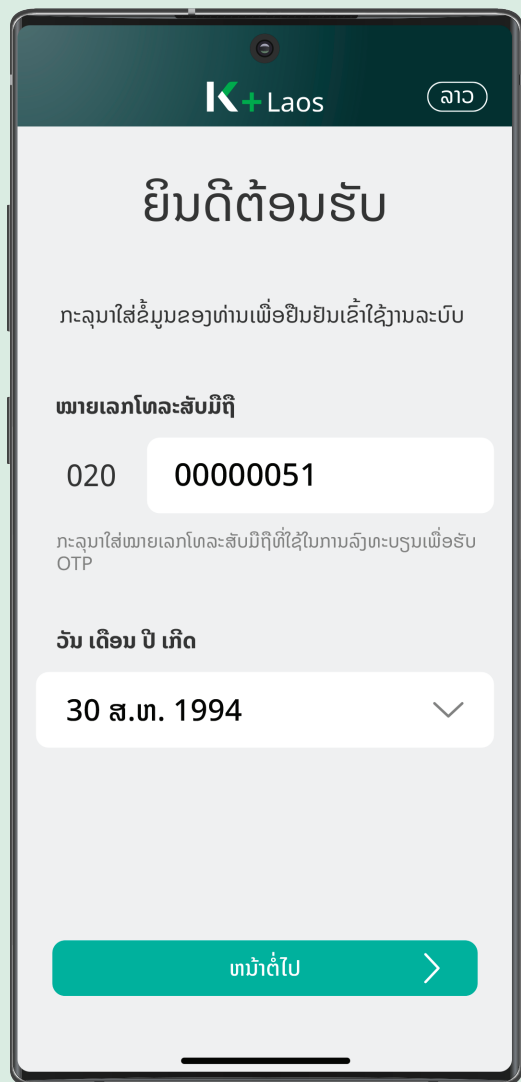 K+ Laos
ລາວ
ຍິນດີຕ້ອນຮັບ
ກະລຸນາໃສ່ຂໍ້ມູນຂອງທ່ານເພື່ອຢືນຢັນເຂົ້າໃຊ້ງານລະບົບ
ໝາຍເລກໂທລະສັບມືຖື
020 00000051
ກະລຸນາໃສ່ໝາຍເລກໂທລະສັບມືຖືທີ່ໃຊ້ໃນການລົງທະບຽນເພື່ອຮັບ
OTP
ວັນ ເດືອນ ປີ ເກີດ
30 ສ.ຫ. 1994
ຫນ້າຕໍ່ໄປ